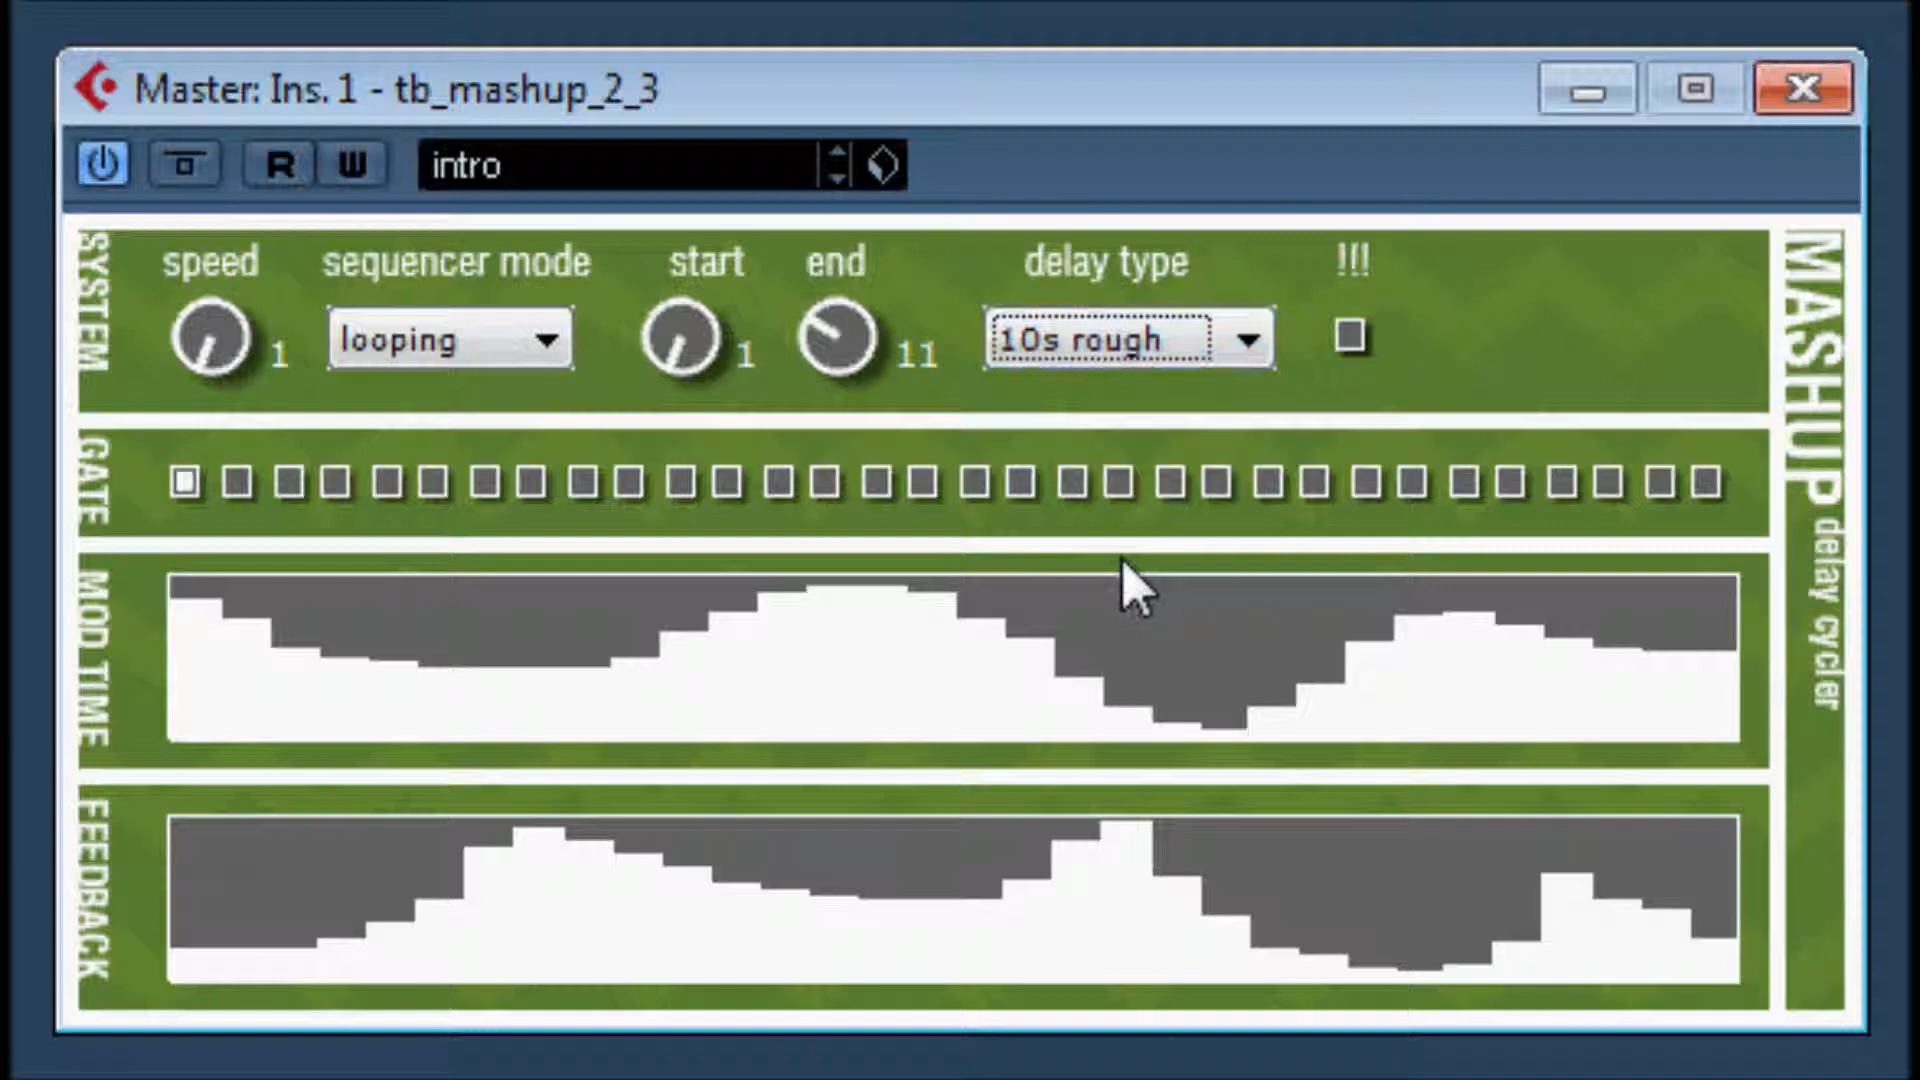 Master: Ins. 1 - tb_mashup_2_3
R W intro
SYSTEM
speed sequencer mode start end delay type !!!
1 looping 1 11 10s rough
GATE
MOD TIME
FEEDBACK
MASHUP delay cycler